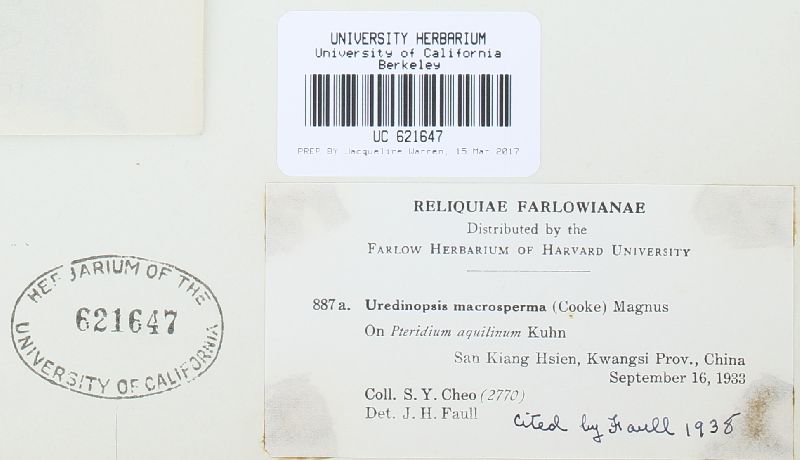 UNIVERSITY HERBARIUM
University of California
Berkeley
UC 621647
PREP BY Jacqueline Warren, 15 Mar 2017
RELIQUIAE FARLOWIANAE
Distributed by the
FARLOW HERBARIUM OF HARVARD UNIVERSITY
887a. Uredinopsis macrosperma (Cooke) Magnus
On Pteridium aquilinum Kuhn
San Kiang Hsien, Kwangsi Prov., China
September 16, 1933
Coll. S. Y. Cheo (2770)
Det. J. H. Faull
Cited by Faull 1938
HERBARIUM OF THE
621647
UNIVERSITY OF CALIFORNIA